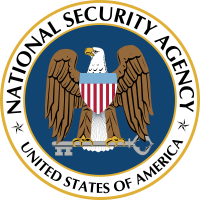 NATIONAL SECURITY AGENCY
UNITED STATES OF AMERICA